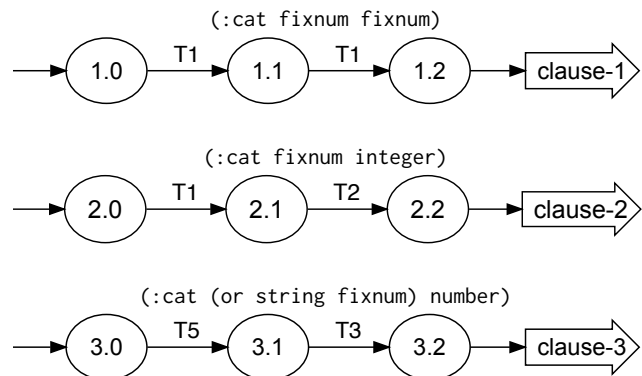 (:cat fixnum fixnum)
T1 T1
1.0 1.1 1.2 clause-1
(:cat fixnum integer)
T1 T2
2.0 2.1 2.2 clause-2
(:cat (or string fixnum) number)
T5 T3
3.0 3.1 3.2 clause-3